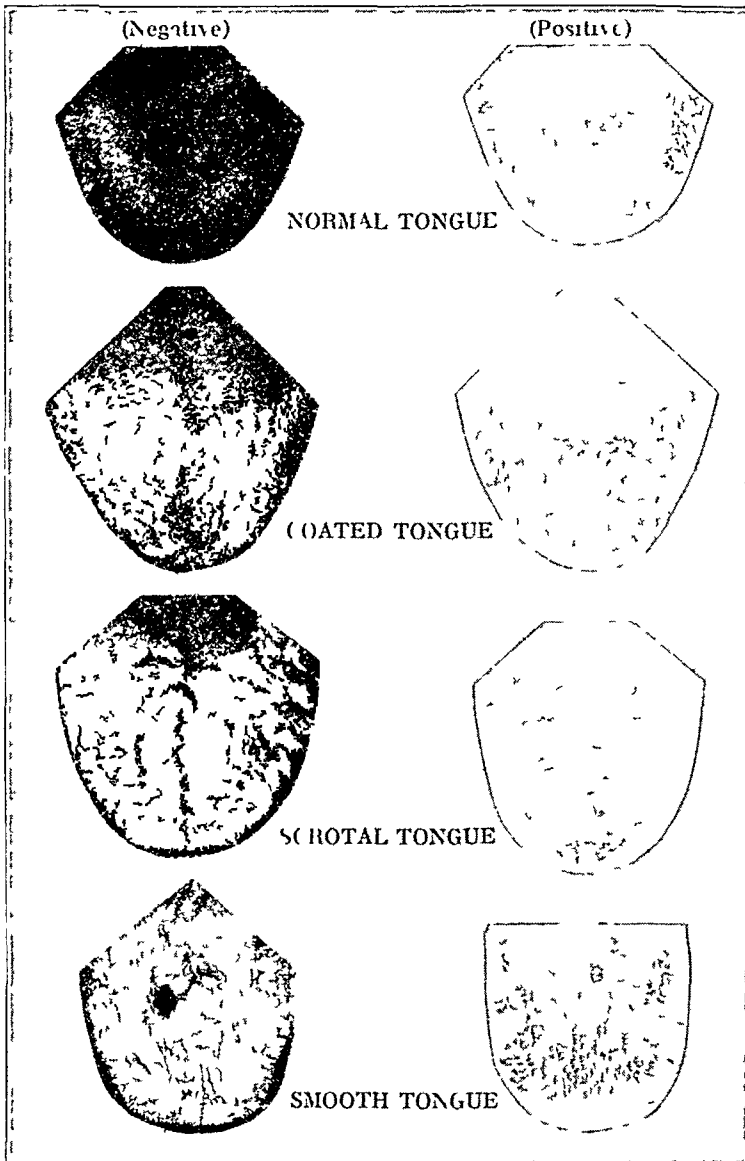 (Negative) (Positive)
NORMAL TONGUE
COATED TONGUE
SCROTAL TONGUE
SMOOTH TONGUE